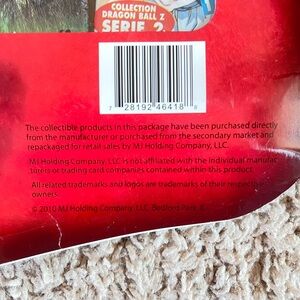 COLLECTION
DRAGON BALL Z
SERIE 2
7 28192 46418 8
The collectible products in this package have been purchased directly
from the manufacturer or purchased from the secondary market and
repackaged for retail sales by MJ Holding Company, LLC.
MJ Holding Company, LLC is not affiliated with the individual manufac
turers or trading card companies contained within this product.
All related trademarks and logos are trademarks of their respective
owners.
© 2010 MJ Holding Company, LLC. Bedford Park, IL